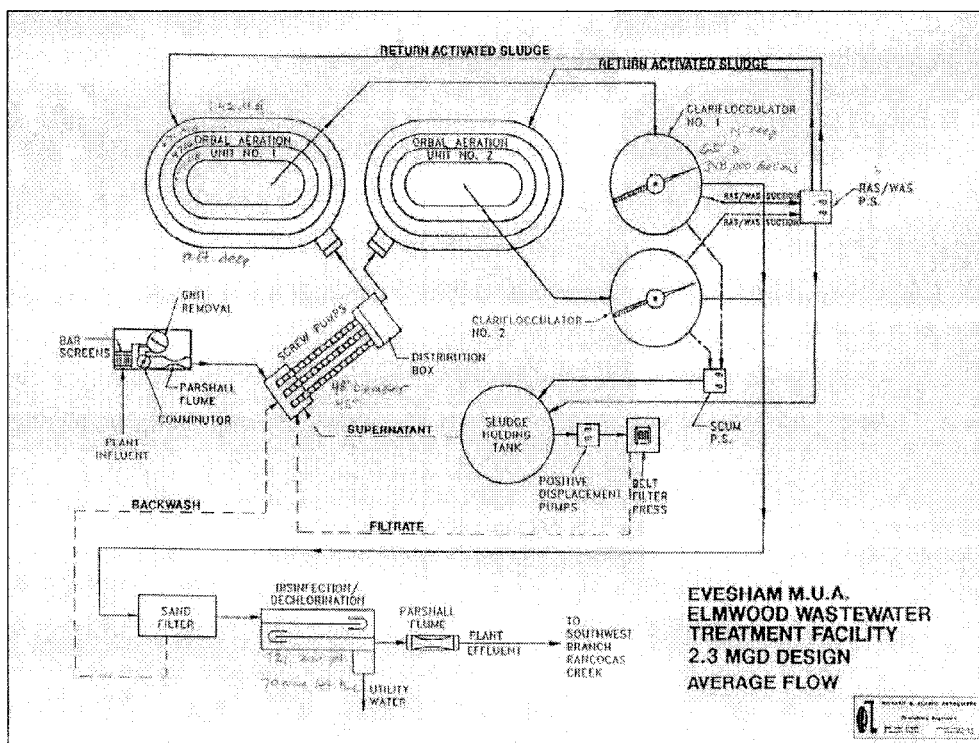 RETURN ACTIVATED SLUDGE
RETURN ACTIVATED SLUDGE
ORBAL AERATION
UNIT NO. 1
ORBAL AERATION
UNIT NO. 2
CLARIFLOCCULATOR
NO. 1
RAS/WAS SUCTION
RAS/WAS SUCTION
RAS/WAS
P.S.
GRIT
REMOVAL
BAR
SCREENS
PARSHALL
FLUME
COMMINUTOR
PLANT
INFLUENT
SCREW PUMPS
DISTRIBUTION
BOX
CLARIFLOCCULATOR
NO. 2
SCUM
P.S.
SUPERNATANT
SLUDGE
HOLDING
TANK
POSITIVE
DISPLACEMENT
PUMPS
BELT
FILTER
PRESS
BACKWASH
FILTRATE
SAND
FILTER
DISINFECTION/
DECHLORINATION
PARSHALL
FLUME
PLANT
EFFLUENT
TO
SOUTHWEST
BRANCH
RANCOCAS
CREEK
UTILITY
WATER
EVESHAM M.U.A.
ELMWOOD WASTEWATER
TREATMENT FACILITY
2.3 MGD DESIGN
AVERAGE FLOW